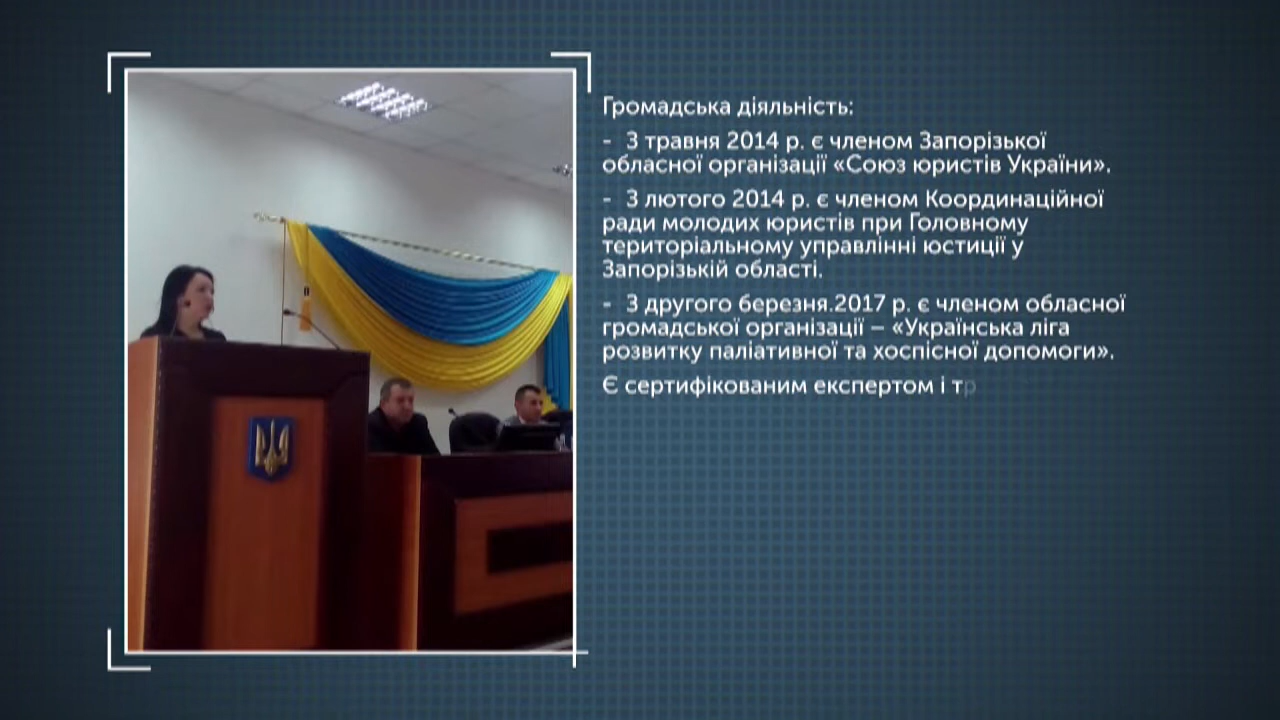 Громадська діяльність:
- З травня 2014 р. є членом Запорізької
обласної організації «Союз юристів України».
- З лютого 2014 р. є членом Координаційної
ради молодих юристів при Головному
територіальному управлінні юстиції у
Запорізькій області.
- З другого березня.2017 р. є членом обласної
громадської організації – «Українська ліга
розвитку паліативної та хоспісної допомоги».
Є сертифікованим експертом і тр